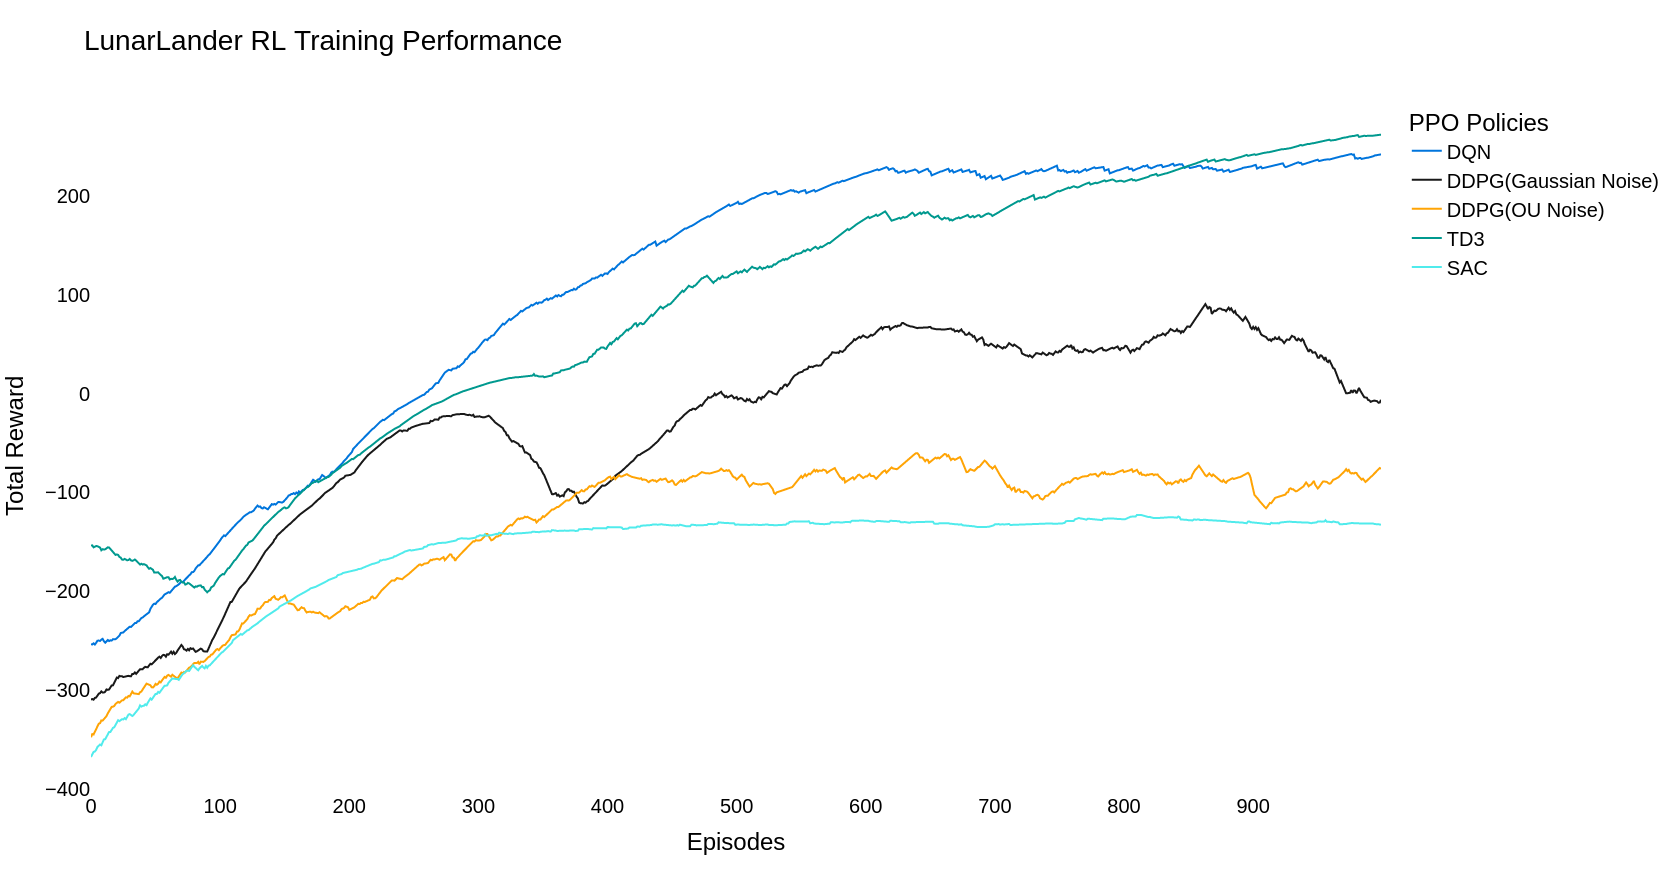 LunarLander RL Training Performance
PPO Policies
DQN
DDPG(Gaussian Noise)
DDPG(OU Noise)
TD3
SAC
Total Reward
200
100
0
−100
−200
−300
−400
0 100 200 300 400 500 600 700 800 900
Episodes